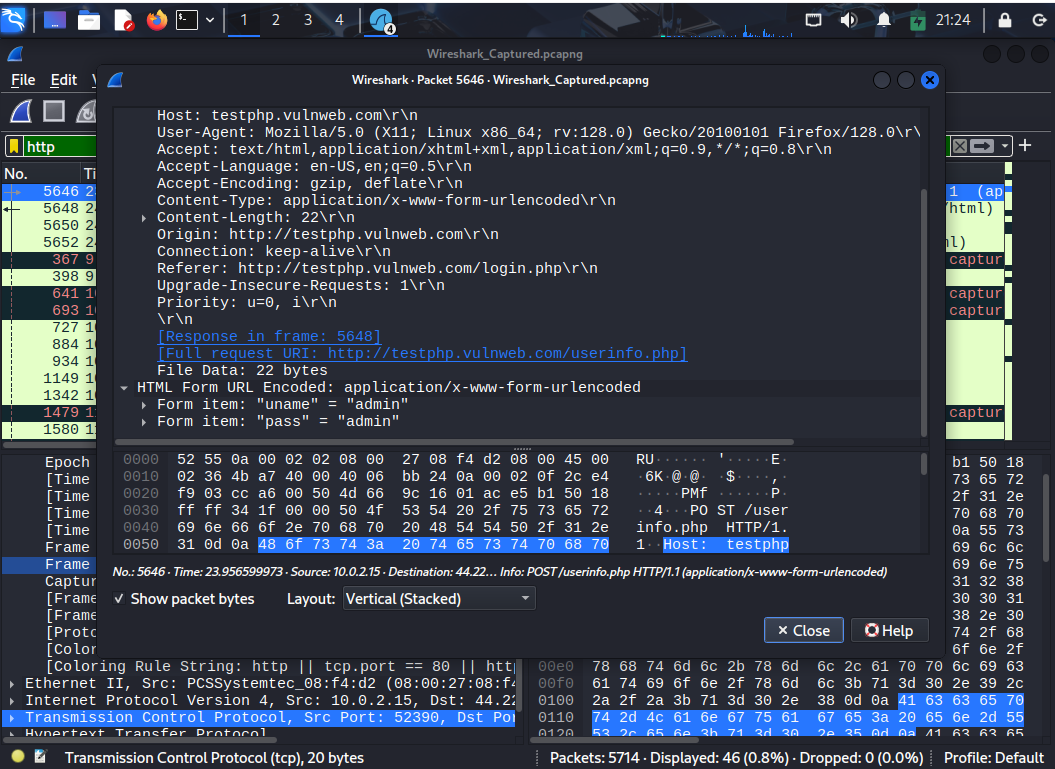 1 2 3 4 4 21:24
Wireshark_Captured.pcapng
File Edit
Wireshark · Packet 5646 · Wireshark_Captured.pcapng
http
No.
5646
5648
5650
5652
367
398
641
693
727
884
934
1149
1342
1479
1580
Host: testphp.vulnweb.com\r\n
User-Agent: Mozilla/5.0 (X11; Linux x86_64; rv:128.0) Gecko/20100101 Firefox/128.0\r\
Accept: text/html,application/xhtml+xml,application/xml;q=0.9,*/*;q=0.8\r\n
Accept-Language: en-US,en;q=0.5\r\n
Accept-Encoding: gzip, deflate\r\n
Content-Type: application/x-www-form-urlencoded\r\n
Content-Length: 22\r\n
Origin: http://testphp.vulnweb.com\r\n
Connection: keep-alive\r\n
Referer: http://testphp.vulnweb.com/login.php\r\n
Upgrade-Insecure-Requests: 1\r\n
Priority: u=0, i\r\n
\r\n
[Response in frame: 5648]
[Full request URI: http://testphp.vulnweb.com/userinfo.php]
File Data: 22 bytes
HTML Form URL Encoded: application/x-www-form-urlencoded
Form item: "uname" = "admin"
Form item: "pass" = "admin"
1 (ap
/html)
captur
captur
captur
captur
0000 52 55 0a 00 02 02 08 00 27 08 f4 d2 08 00 45 00 RU······ '·····E·
0010 02 36 4b a7 40 00 40 06 bb 24 0a 00 02 0f 2c e4 ·6K·@·@· ·$····,·
0020 f9 03 cc a6 00 50 4d 66 9c 16 01 ac e5 b1 50 18 ·····PMf ······P·
0030 ff ff 34 1f 00 00 50 4f 53 54 20 2f 75 73 65 72 ··4···PO ST /user
0040 69 6e 66 6f 2e 70 68 70 20 48 54 54 50 2f 31 2e info.php HTTP/1.
0050 31 0d 0a 48 6f 73 74 3a 20 74 65 73 74 70 68 70 1··Host: testphp
No.: 5646 · Time: 23.956599973 · Source: 10.0.2.15 · Destination: 44.22... Info: POST /userinfo.php HTTP/1.1 (application/x-www-form-urlencoded)
Show packet bytes Layout: Vertical (Stacked)
Close Help
Epoch
[Time
[Time
[Time
[Time
Frame
Frame
Captur
[Frame
[Frame
[Proto
[Color
[Coloring Rule String: http || tcp.port == 80 || htt
Ethernet II, Src: PCSSystemtec_08:f4:d2 (08:00:27:08:f4
Internet Protocol Version 4, Src: 10.0.2.15, Dst: 44.22
Transmission Control Protocol, Src Port: 52390, Dst Por
Hypertext Transfer Protocol
b1 50 18
73 65 72
2f 31 2e
70 68 70
0a 55 73
69 6c 6c
69 6e 75
31 32 38
30 30 31
38 2e 30
74 2f 68
6f 6e 2f
00e0 78 68 74 6d 6c 2b 78 6d 6c 2c 61 70 70 6c 69 63
00f0 61 74 69 6f 6e 2f 78 6d 6c 3b 71 3d 30 2e 39 2c
0100 2a 2f 2a 3b 71 3d 30 2e 38 0d 0a 41 63 63 65 70
0110 74 2d 4c 61 6e 67 75 61 67 65 3a 20 65 6e 2d 55
0120 53 2c 65 6e 3b 71 3d 30 2e 35 0d 0a 41 63 63 65
Transmission Control Protocol (tcp), 20 bytes Packets: 5714 · Displayed: 46 (0.8%) · Dropped: 0 (0.0%) Profile: Default